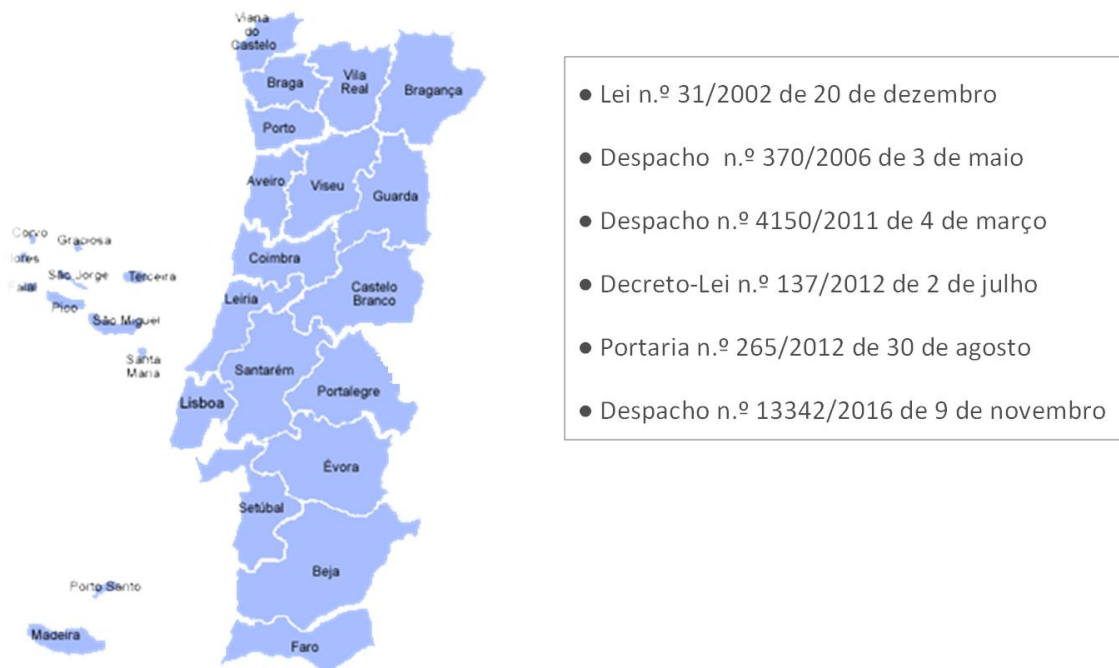 Viana
do
Castelo
Braga
Vila
Real
Bragança
Porto
Aveiro
Viseu
Guarda
Corvo
Graciosa
lores
São Jorge
Terceira
Faial
Pico
São Miguel
Santa
Maria
Coimbra
Leiria
Castelo
Branco
Santarém
Lisboa
Portalegre
Évora
Setúbal
Beja
Porto Santo
Madeira
Faro
● Lei n.º 31/2002 de 20 de dezembro
● Despacho n.º 370/2006 de 3 de maio
● Despacho n.º 4150/2011 de 4 de março
● Decreto-Lei n.º 137/2012 de 2 de julho
● Portaria n.º 265/2012 de 30 de agosto
● Despacho n.º 13342/2016 de 9 de novembro